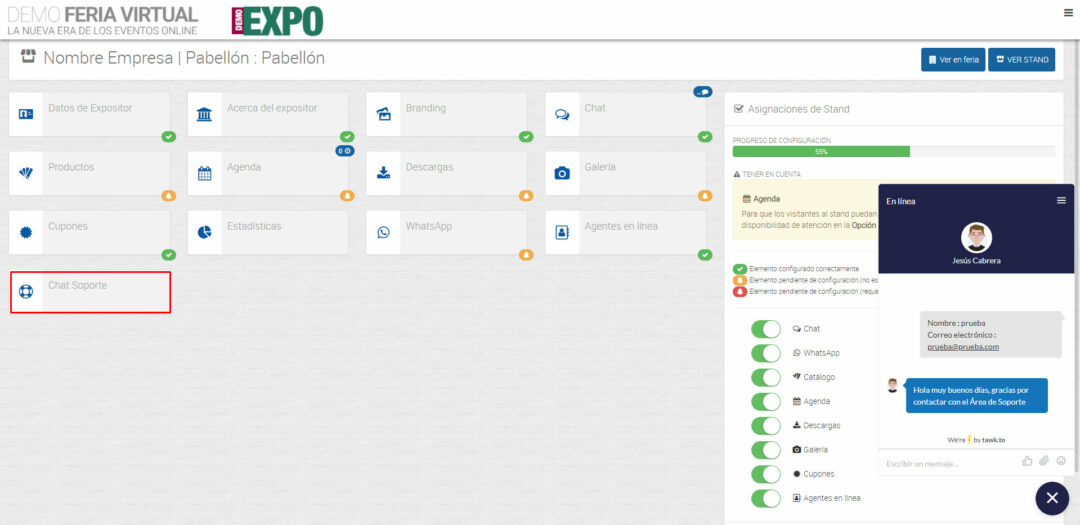 DEMO FERIA VIRTUAL
LA NUEVA ERA DE LOS EVENTOS ONLINE
DEMO
EXPO
Nombre Empresa | Pabellón : Pabellón
Ver en feria
VER STAND
Datos de Expositor
Acerca del expositor
Branding
Chat
Productos
0
Agenda
Descargas
Galería
Cupones
Estadísticas
WhatsApp
Agentes en línea
Chat Soporte
Asignaciones de Stand
PROGRESO DE CONFIGURACIÓN
55%
TENER EN CUENTA
Agenda
Para que los visitantes al stand puedan
disponibilidad de atención en la Opción
Elemento configurado correctamente
Elemento pendiente de configuración (no es
Elemento pendiente de configuración (reque
Chat
WhatsApp
Catálogo
Agenda
Descargas
Galería
Cupones
Agentes en línea
En línea
Jesús Cabrera
Nombre : prueba
Correo electrónico :
prueba@prueba.com
Hola muy buenos días, gracias por
contactar con el Área de Soporte
We're by tawk.to
Escribir un mensaje..